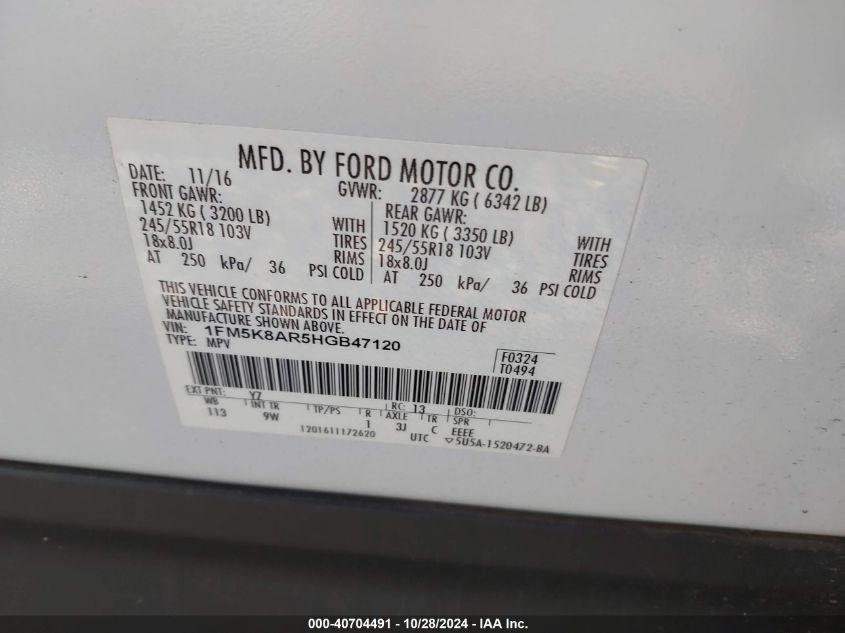 MFD. BY FORD MOTOR CO.
DATE: 11/16 GVWR: 2877 KG ( 6342 LB)
FRONT GAWR: REAR GAWR:
1452 KG ( 3200 LB) WITH 1520 KG ( 3350 LB) WITH
245/55R18 103V TIRES 245/55R18 103V TIRES
18x8.0J RIMS 18x8.0J RIMS
AT 250 kPa/ 36 PSI COLD AT 250 kPa/ 36 PSI COLD
THIS VEHICLE CONFORMS TO ALL APPLICABLE FEDERAL MOTOR
VEHICLE SAFETY STANDARDS IN EFFECT ON THE DATE OF
MANUFACTURE SHOWN ABOVE.
VIN: 1FM5K8AR5HGB47120
TYPE: MPV
F0324
T0494
EXT PNT: YZ RC: 13 DSO:
WB INT TR TP/PS R AXLE TR SPR
113 9W 1 3J C EEEE
1201611172620 UTC ▽5U5A-1520472-BA
000-40704491 - 10/28/2024 - IAA Inc.